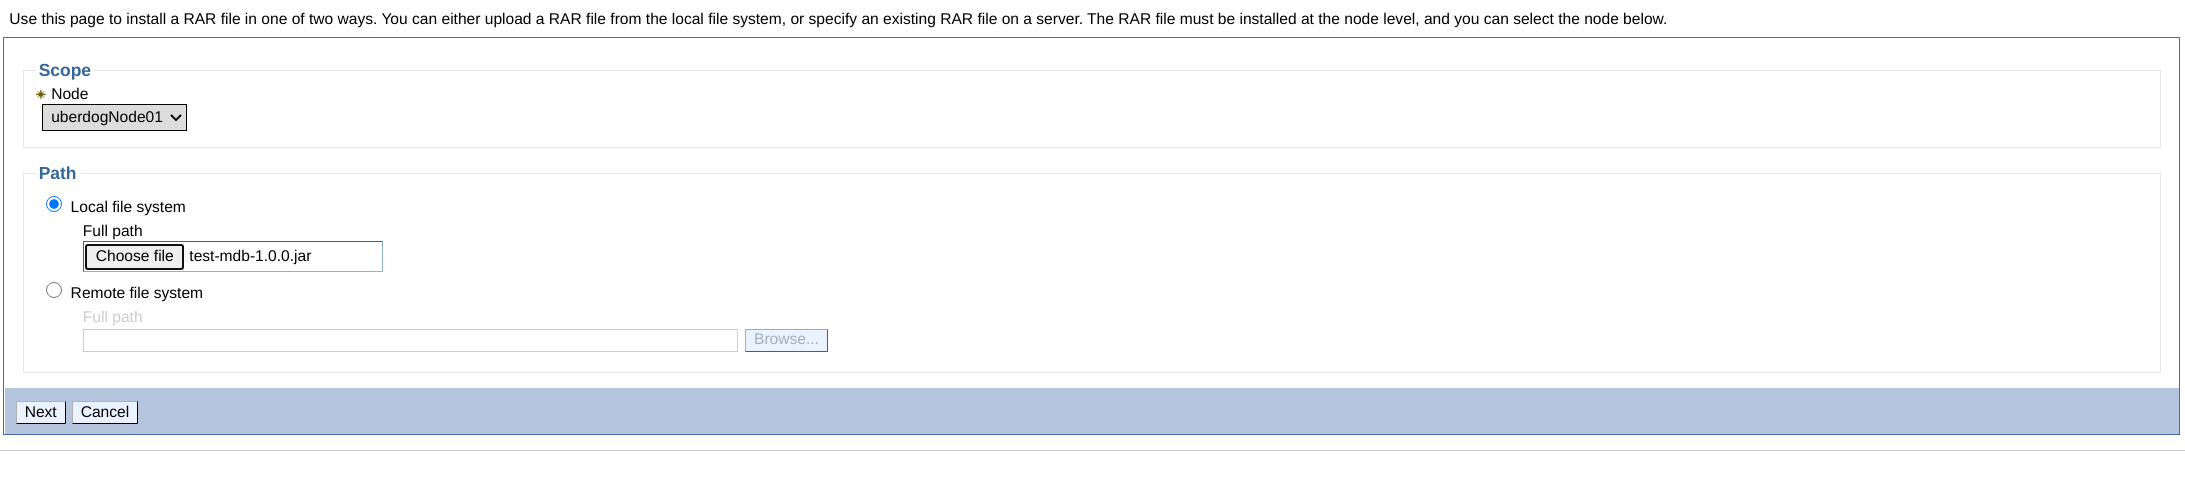 Use this page to install a RAR file in one of two ways. You can either upload a RAR file from the local file system, or specify an existing RAR file on a server. The RAR file must be installed at the node level, and you can select the node below.
Scope
Node
uberdogNode01
Path
Local file system
Full path
Choose file test-mdb-1.0.0.jar
Remote file system
Full path
Browse...
Next Cancel